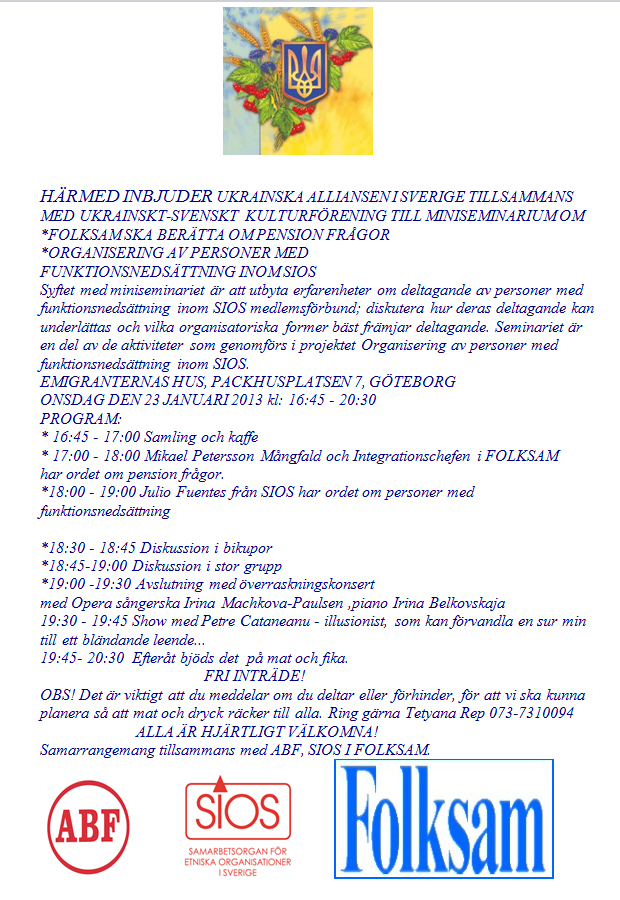 HÄRMED INBJUDER UKRAINSKA ALLIANSEN I SVERIGE TILLSAMMANS
MED UKRAINSKT-SVENSKT KULTURFÖRENING TILL MINISEMINARIUM OM
*FOLKSAM SKA BERÄTTA OM PENSION FRÅGOR
*ORGANISERING AV PERSONER MED
FUNKTIONSNEDSÄTTNING INOM SIOS
Syftet med miniseminariet är att utbyta erfarenheter om deltagande av personer med
funktionsnedsättning inom SIOS medlemsförbund; diskutera hur deras deltagande kan
underlättas och vilka organisatoriska former bäst främjar deltagande. Seminariet är
en del av de aktiviteter som genomförs i projektet Organisering av personer med
funktionsnedsättning inom SIOS.
EMIGRANTERNAS HUS, PACKHUSPLATSEN 7, GÖTEBORG
ONSDAG DEN 23 JANUARI 2013 kl: 16:45 - 20:30
PROGRAM:
* 16:45 - 17:00 Samling och kaffe
* 17:00 - 18:00 Mikael Petersson Mångfald och Integrationschefen i FOLKSAM
har ordet om pension frågor.
*18:00 - 19:00 Julio Fuentes från SIOS har ordet om personer med
funktionsnedsättning
*18:30 - 18:45 Diskussion i bikupor
*18:45-19:00 Diskussion i stor grupp
*19:00 -19:30 Avslutning med överraskningskonsert
med Opera sångerska Irina Machkova-Paulsen ,piano Irina Belkovskaja
19:30 - 19:45 Show med Petre Cataneanu - illusionist, som kan förvandla en sur min
till ett bländande leende...
19:45- 20:30 Efteråt bjöds det på mat och fika.
FRI INTRÄDE!
OBS! Det är viktigt att du meddelar om du deltar eller förhinder, för att vi ska kunna
planera så att mat och dryck räcker till alla. Ring gärna Tetyana Rep 073-7310094
ALLA ÄR HJÄRTLIGT VÄLKOMNA!
Samarrangemang tillsammans med ABF, SIOS I FOLKSAM.
ABF
SIOS
SAMARBETSORGAN FÖR
ETNISKA ORGANISATIONER
I SVERIGE
Folksam